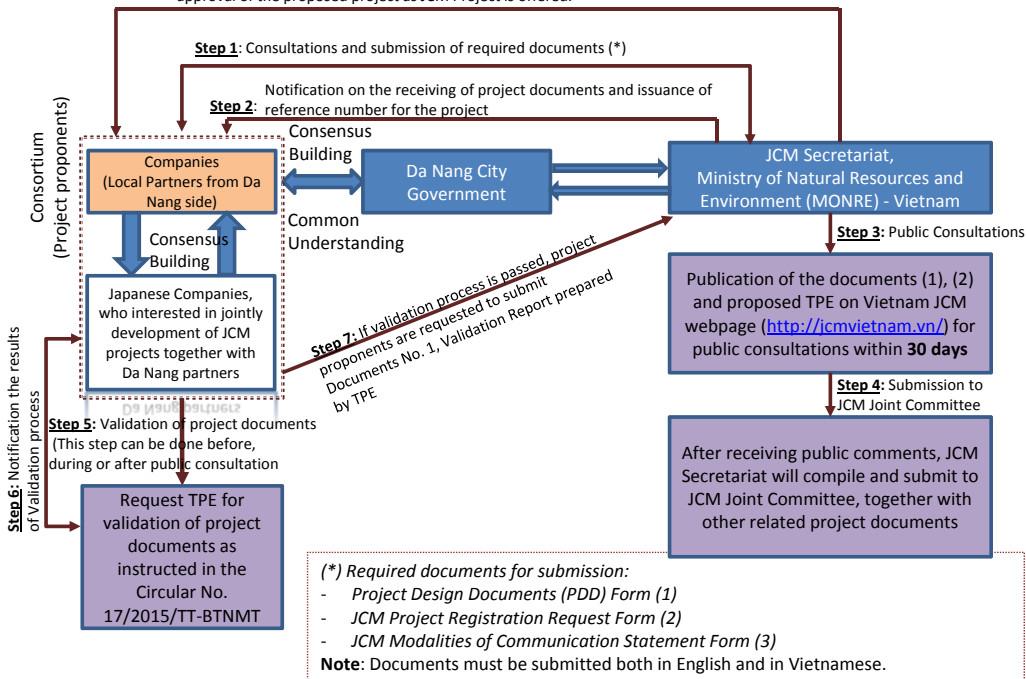 approval of the proposed project as JCM Project is offered.
Step 1: Consultations and submission of required documents (*)
Notification on the receiving of project documents and issuance of
Step 2: reference number for the project
Consortium
(Project proponents)
Companies
(Local Partners from Da
Nang side)
Consensus
Building
Da Nang City
Government
JCM Secretariat,
Ministry of Natural Resources and
Environment (MONRE) - Vietnam
Common
Understanding
Consensus
Building
Step 3: Public Consultations
Japanese Companies,
who interested in jointly
development of JCM
projects together with
Da Nang partners
Step 7: If validation process is passed, project
proponents are requested to submit
Documents No. 1, Validation Report prepared
by TPE
Publication of the documents (1), (2)
and proposed TPE on Vietnam JCM
webpage (http://jcmvietnam.vn/) for
public consultations within 30 days
Step 4: Submission to
JCM Joint Committee
Step 5: Validation of project documents
(This step can be done before,
during or after public consultation
Step 6: Notification the results
of Validation process
After receiving public comments, JCM
Secretariat will compile and submit to
JCM Joint Committee, together with
other related project documents
Request TPE for
validation of project
documents as
instructed in the
Circular No.
17/2015/TT-BTNMT
(*) Required documents for submission:
- Project Design Documents (PDD) Form (1)
- JCM Project Registration Request Form (2)
- JCM Modalities of Communication Statement Form (3)
Note: Documents must be submitted both in English and in Vietnamese.